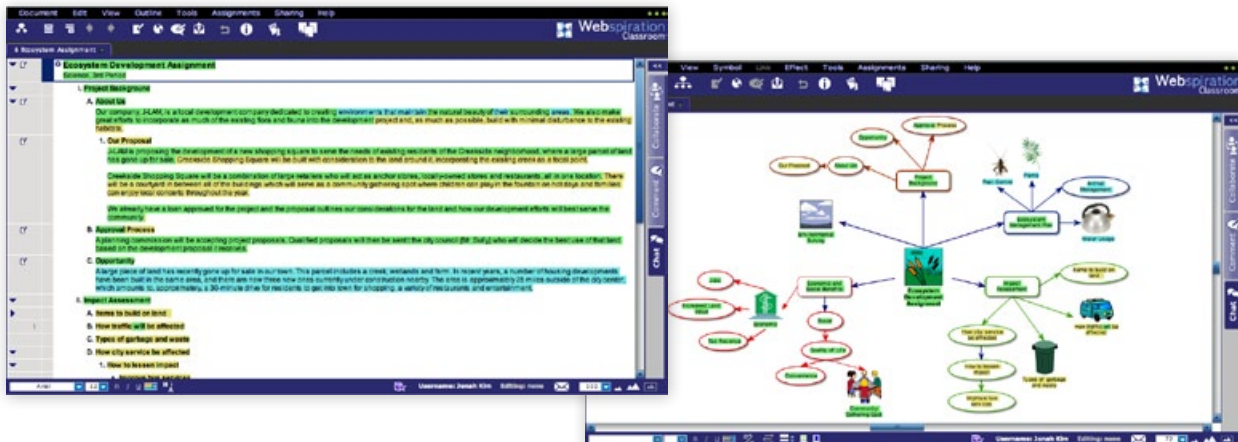 Document Edit View Outline Tools Assignments Sharing Help
Webspiration
Classroom
Ecosystem Assignment
Ecosystem Development Assignment
Science, 3rd Period
I. Project Background
A. About Us
Our company, J-LAM, is a local development company dedicated to creating environments that maintain the natural beauty of their surrounding areas. We also make
great efforts to incorporate as much of the existing flora and fauna into the development project and, as much as possible, build with minimal disturbance to the existing
habitats.
1. Our Proposal
J-LAM is proposing the development of a new shopping square to serve the needs of existing residents of the Creekside neighborhood, where a large parcel of land
has gone up for sale. Creekside Shopping Square will be built with consideration to the land around it, incorporating the existing creek as a focal point.
Creekside Shopping Square will be a combination of large retailers who will act as anchor stores, locally-owned stores and restaurants, all in one location. There
will be a courtyard in between all of the buildings which will serve as a community gathering spot where children can play in the fountain on hot days and families
can enjoy local concerts throughout the year.
We already have a loan approved for the project and the proposal outlines our considerations for the land and how our development efforts will best serve the
community.
B. Approval Process
A planning commission will be accepting project proposals. Qualified proposals will then be sent the city council (Mr. Sully) who will decide the best use of that land
based on the development proposal it receives.
C. Opportunity
A large piece of land has recently gone up for sale in our town. This parcel includes a creek, wetlands and farm. In recent years, a number of housing developments
have been built in the same area, and there are now three new ones currently under construction nearby. The area is approximately 25 miles outside of the city center,
which amounts to, approximately, a 30-minute drive for residents to get into town for shopping, a variety of restaurants and entertainment.
II. Impact Assessment
A. Items to build on land
B. How traffic will be affected
C. Types of garbage and waste
D. How city service be affected
1. How to lessen impact
a. Improve bus services
Arial 12
Username: Jonah Kim Editing: none
100
Collaborate
Comment
Chat
View Symbol Link Effect Tools Assignments Sharing Help
Webspiration
Classroom
Approval Process
Opportunity
Our Proposal
About Us
Project
Background
Plants
Pest Control
Animal
Management
Ecosystem
Management Plan
Water Usage
Environmental
Survey
Ecosystem
Development
Assignment
Jobs
Increased Land
Value
Economy
Tax Revenue
Economic and
Social Benefits
Social
Quality of Life
Convenience
Community
Gathering Spot
Impact
Assessment
Items to build on
land
How traffic will be
affected
How city service
be affected
How to lessen
impact
Improve bus
services
Types of garbage
and waste
Collaborate
Comment
Chat
Username: Jonah Kim Editing: none
72